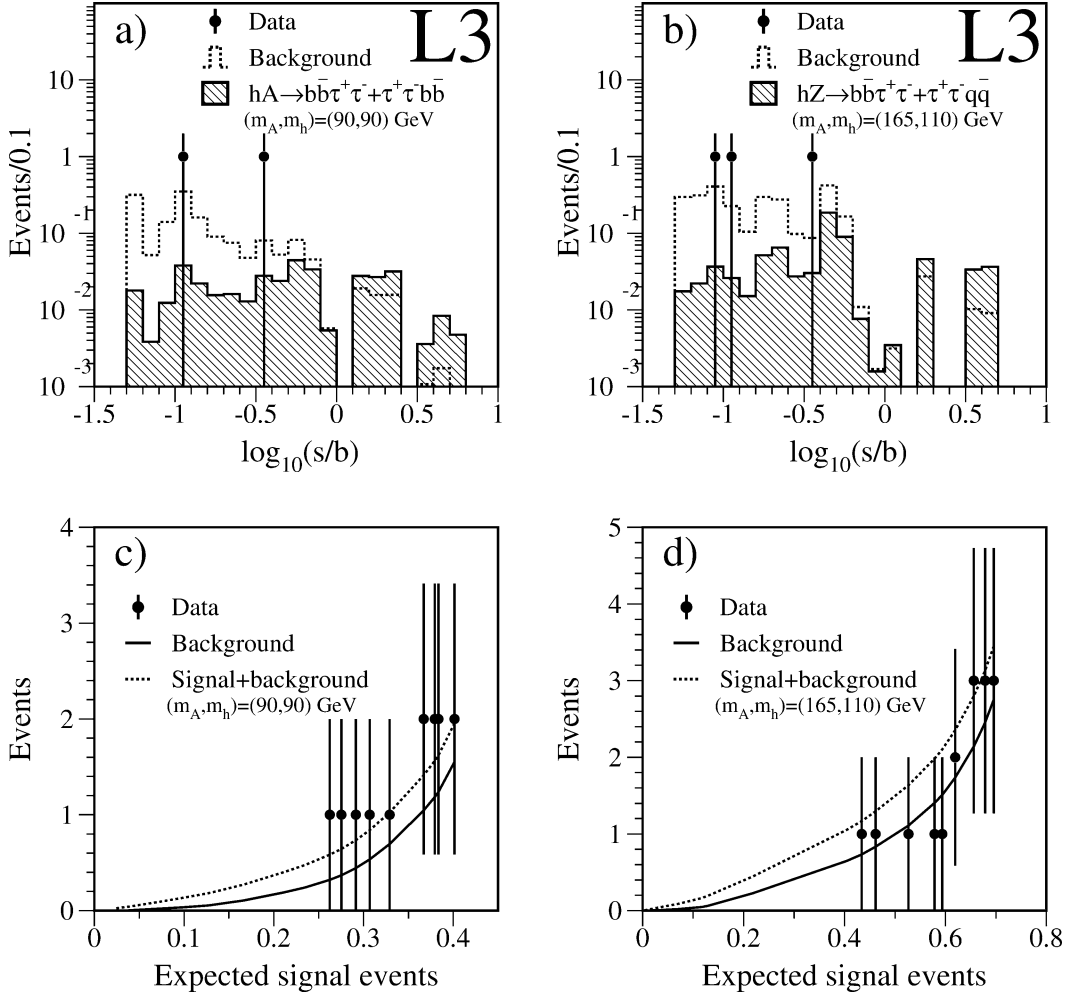 a)
L3
Data
Background
hA→bb̄τ⁺τ⁻+τ⁺τ⁻bb̄
(m_A,m_h)=(90,90) GeV
Events/0.1
10
1
10 -1
10 -2
10 -3
-1.5 -1 -0.5 0 0.5 1
log₁₀(s/b)
b)
L3
Data
Background
hZ→bb̄τ⁺τ⁻+τ⁺τ⁻qq̄
(m_A,m_h)=(165,110) GeV
Events/0.1
10
1
10 -1
10 -2
10 -3
-1.5 -1 -0.5 0 0.5 1
log₁₀(s/b)
c)
Data
Background
Signal+background
(m_A,m_h)=(90,90) GeV
Events
4
3
2
1
0
0 0.1 0.2 0.3 0.4
Expected signal events
d)
Data
Background
Signal+background
(m_A,m_h)=(165,110) GeV
Events
5
4
3
2
1
0
0 0.2 0.4 0.6 0.8
Expected signal events